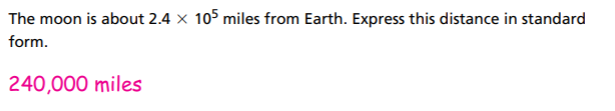 The moon is about 2.4 × 10⁵ miles from Earth. Express this distance in standard
form.
240,000 miles